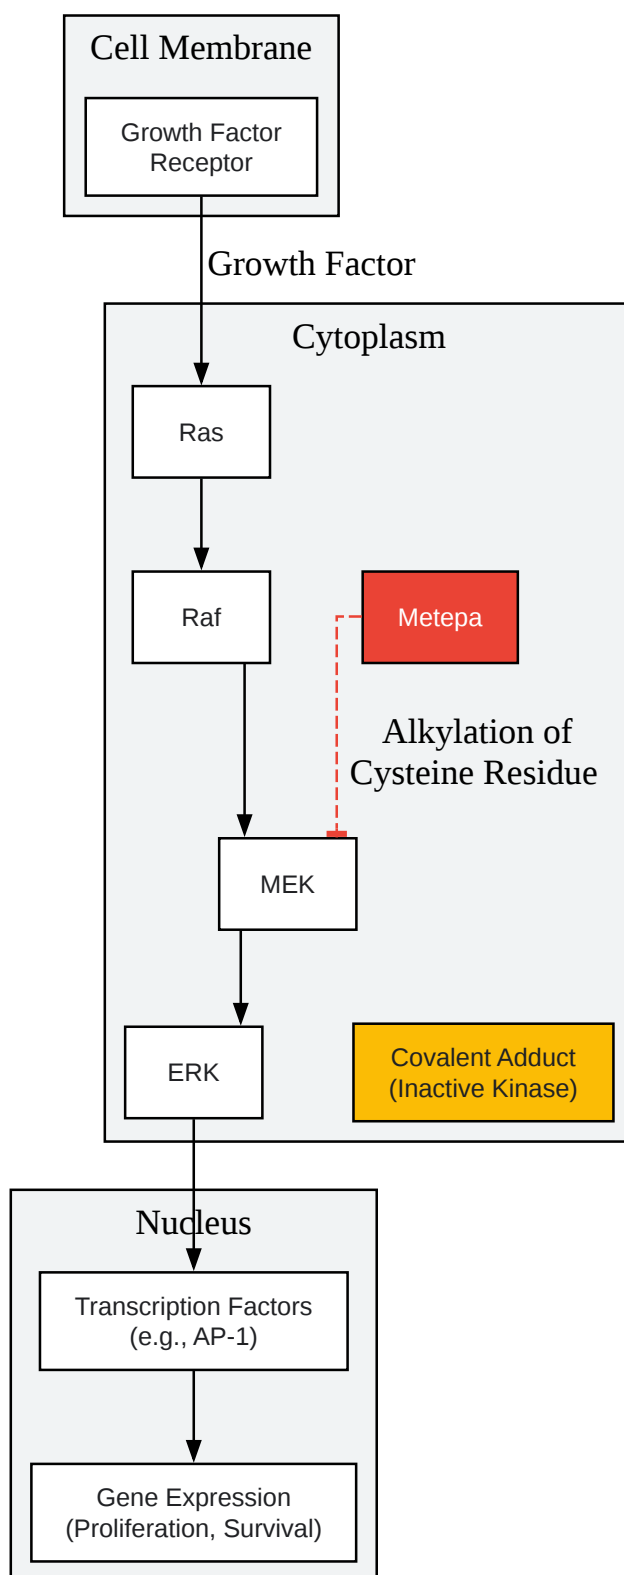 Cell Membrane
Growth Factor
Receptor
Growth Factor
Cytoplasm
Ras
Raf
Metepa
Alkylation of
Cysteine Residue
MEK
ERK
Covalent Adduct
(Inactive Kinase)
Nucleus
Transcription Factors
(e.g., AP-1)
Gene Expression
(Proliferation, Survival)